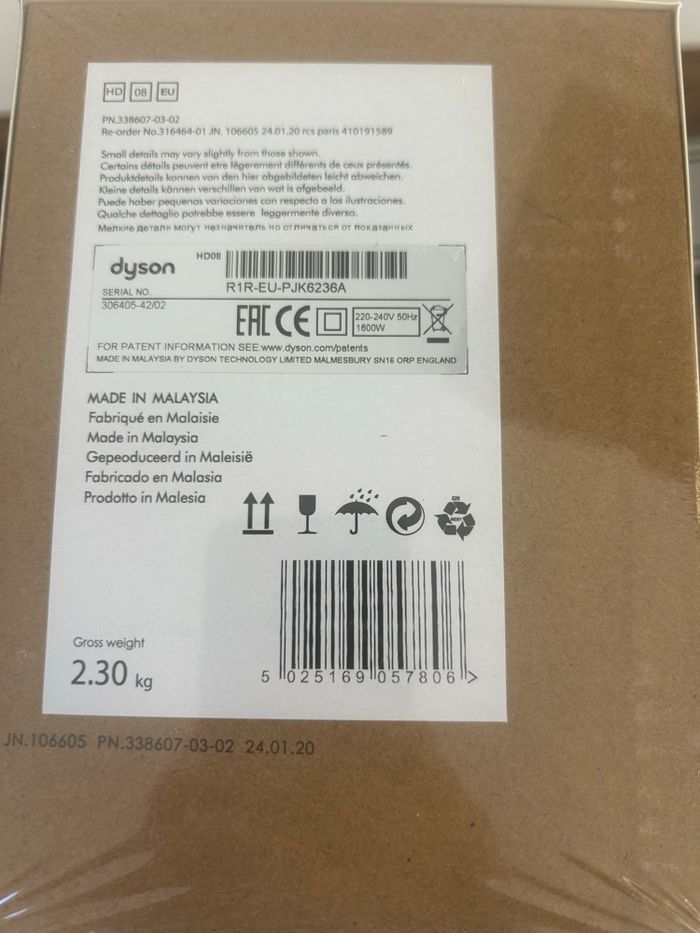 HD 08 EU
PN.338607-03-02
Re-order No.316464-01 JN. 106605 24.01.20 rcs paris 410191589
Small details may vary slightly from those shown.
Certains détails peuvent etre légerement différents de ceux présentés.
Produktdetails konnen van den hier abgebildeten leicht abweichen.
Kleine details können verschillen van wat is afgebeeld.
Puede haber pequenas variaciones con respecto a las ilustraciones.
Qualche dettaglio potrebbe essere leggermente diverso.
Мелкие детали могут незначитель но отличаться от показанных
dyson
HD08
R1R-EU-PJK6236A
SERIAL NO.
306405-42/02
EAC CE
220-240V 50Hz
1600W
FOR PATENT INFORMATION SEE:www.dyson.com/patents
MADE IN MALAYSIA BY DYSON TECHNOLOGY LIMITED MALMESBURY SN16 ORP ENGLAND
MADE IN MALAYSIA
Fabriqué en Malaisie
Made in Malaysia
Gepeoduceerd in Maleisië
Fabricado en Malasia
Prodotto in Malesia
Gross weight
2.30 kg
5 025169 057806 >
JN.106605 PN.338607-03-02 24.01.20